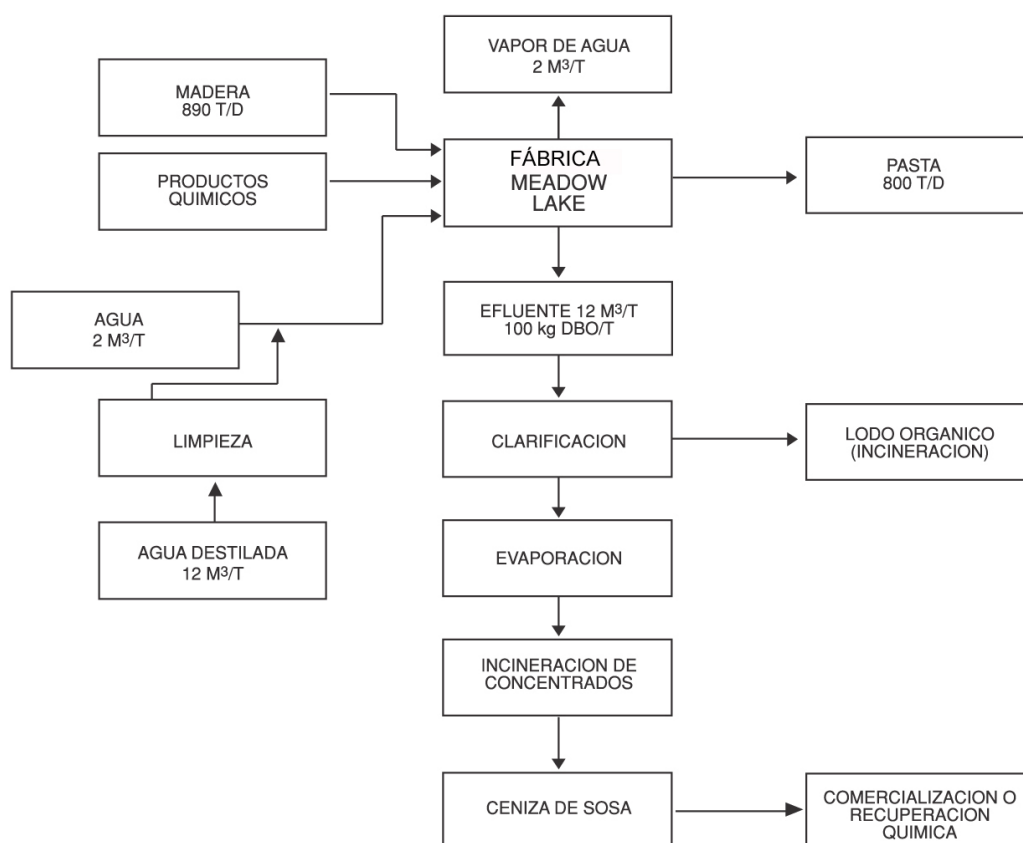 VAPOR DE AGUA
2 M³/T
MADERA
890 T/D
FÁBRICA
MEADOW
LAKE
PASTA
800 T/D
PRODUCTOS
QUIMICOS
AGUA
2 M³/T
EFLUENTE 12 M³/T
100 kg DBO/T
LIMPIEZA
CLARIFICACION
LODO ORGANICO
(INCINERACION)
AGUA DESTILADA
12 M³/T
EVAPORACION
INCINERACION DE
CONCENTRADOS
CENIZA DE SOSA
COMERCIALIZACION O
RECUPERACION
QUIMICA